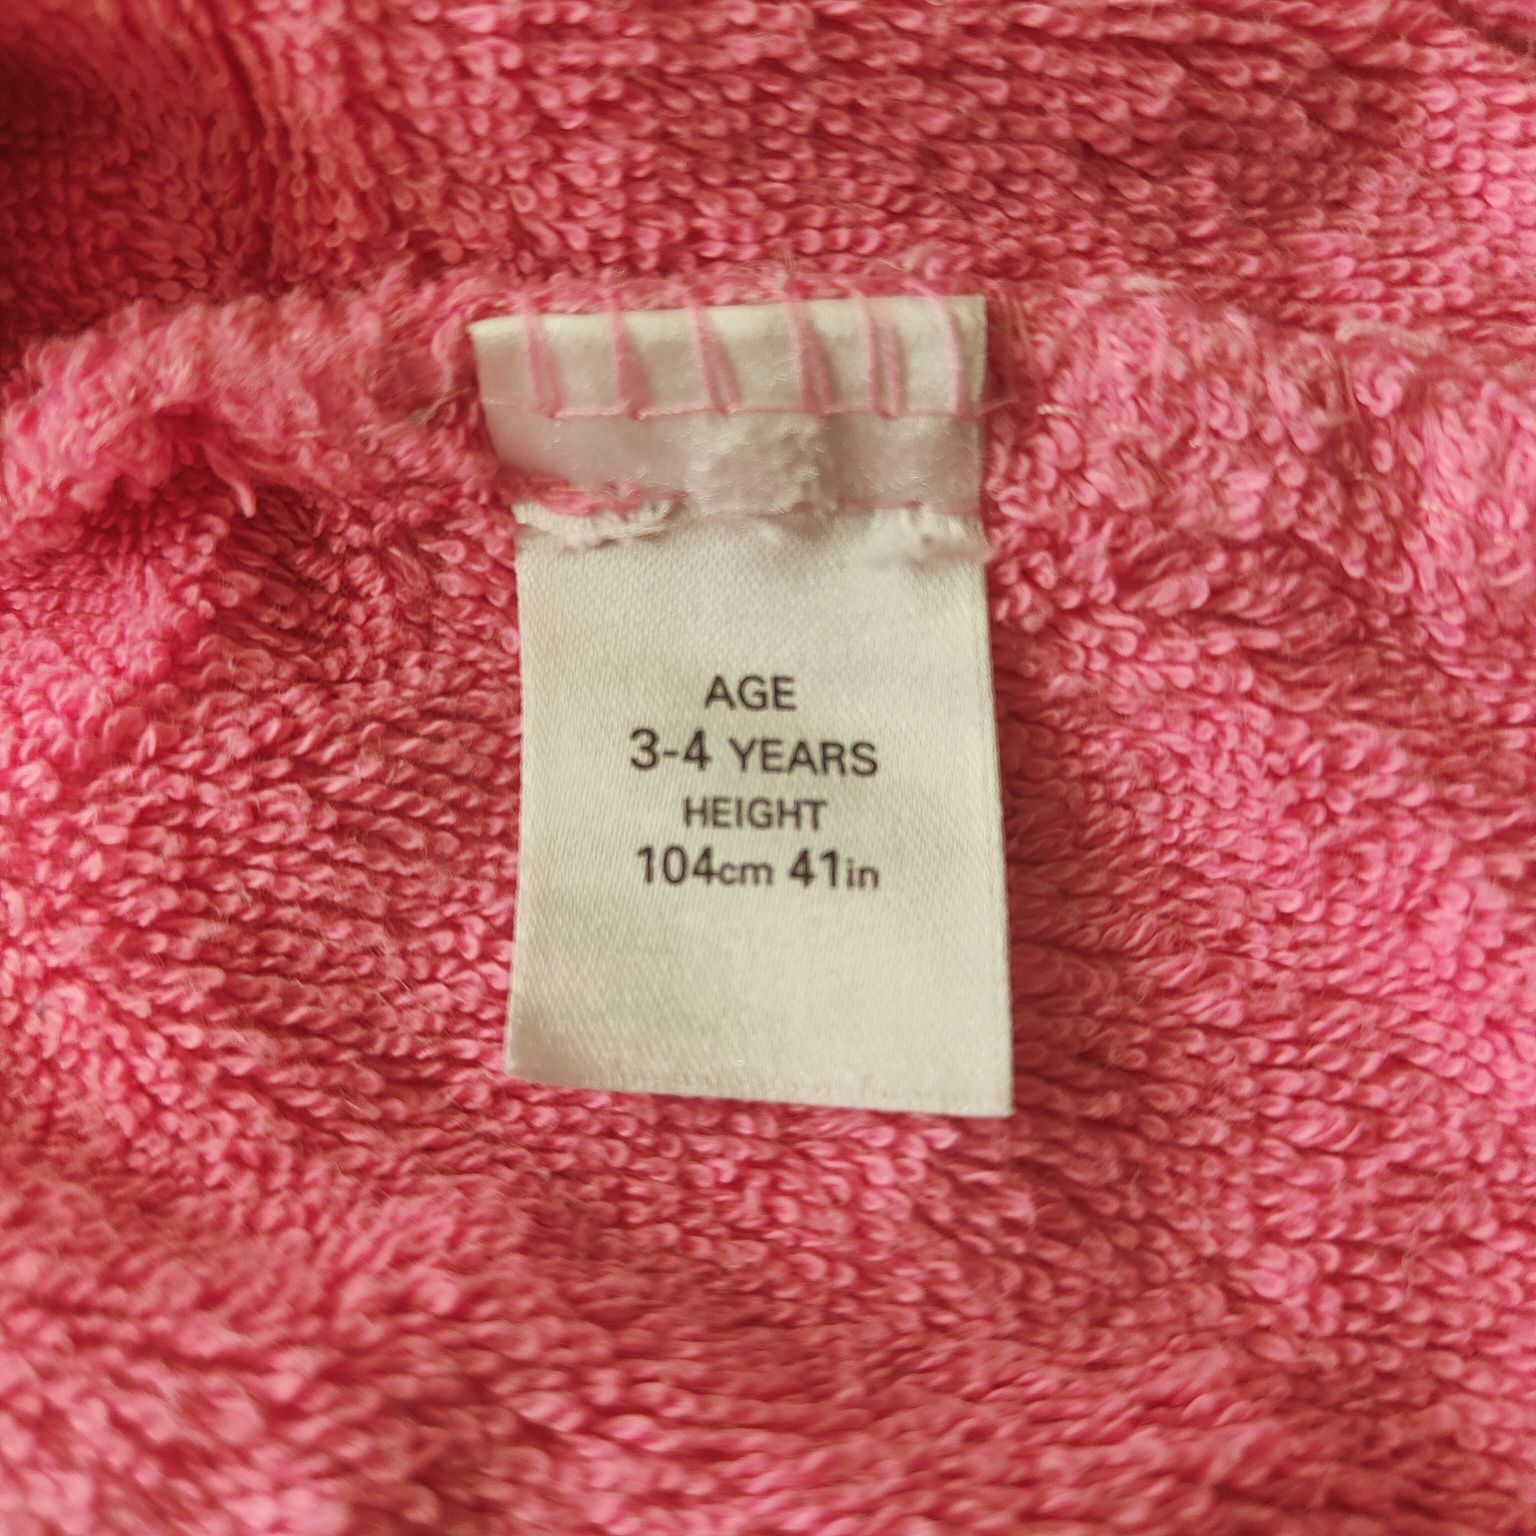 AGE
3-4 YEARS
HEIGHT
104cm 41in